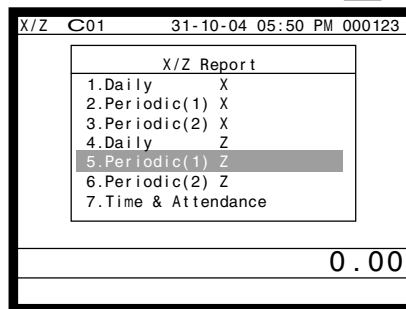 X/Z C01 31-10-04 05:50 PM 000123
X/Z Report
1.Daily X
2.Periodic(1) X
3.Periodic(2) X
4.Daily Z
5.Periodic(1) Z
6.Periodic(2) Z
7.Time & Attendance
0.00